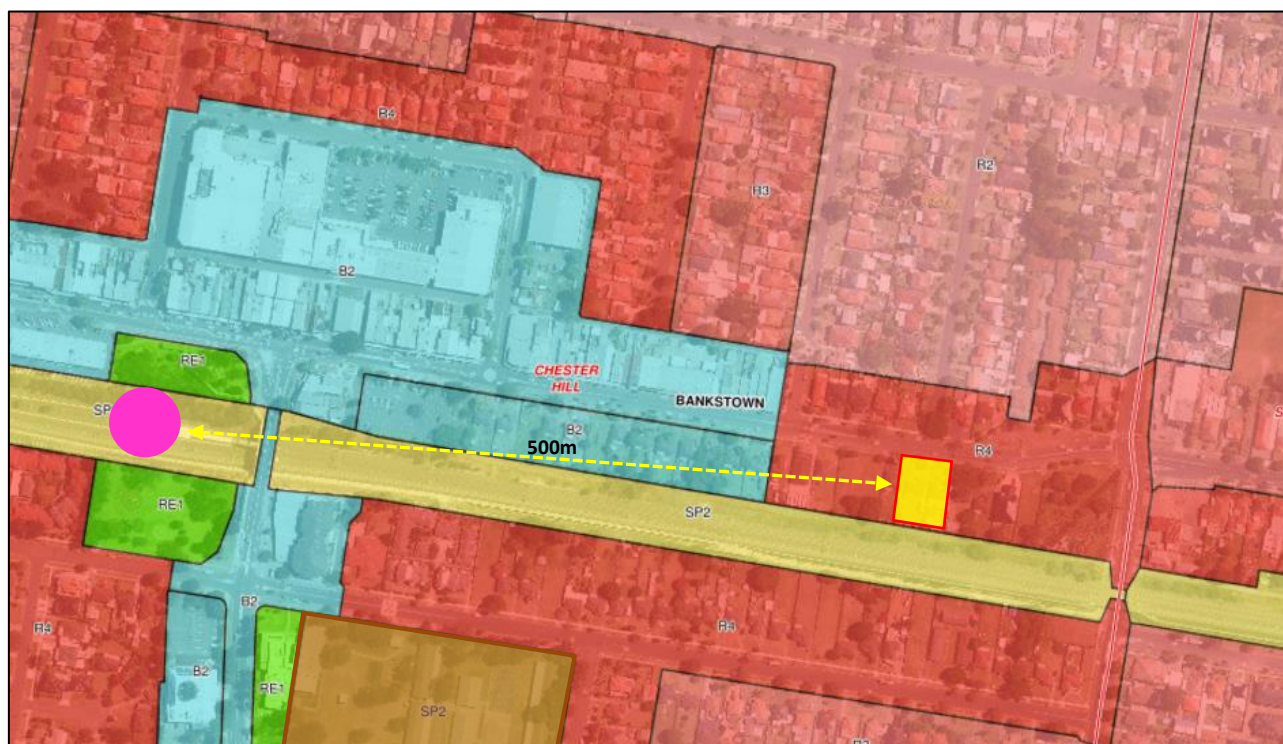 R4
R2
R3
B2
RE1
CHESTER
HILL
BANKSTOWN
SP
B2
500m
R4
RE1
SP2
B2
R4
R4
B2
RE1
SP2